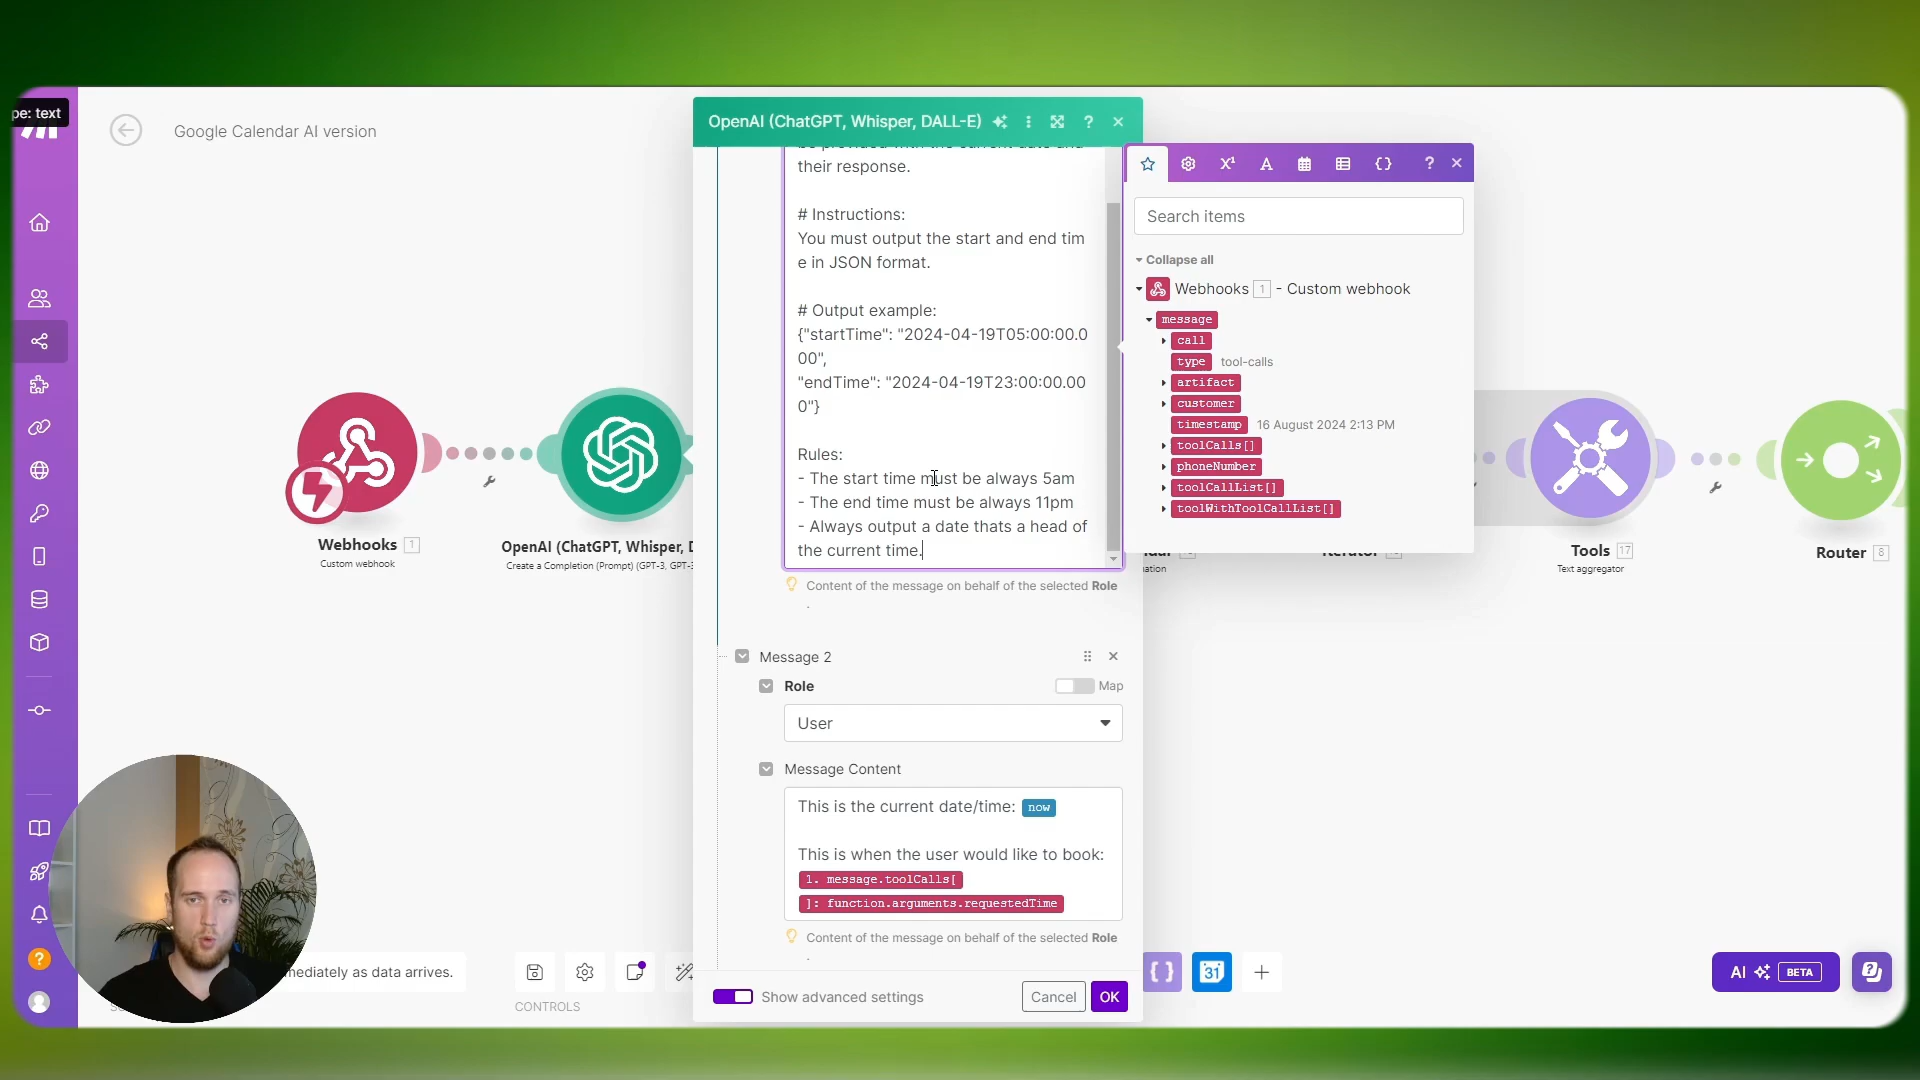 pe: text
Google Calendar AI version
OpenAI (ChatGPT, Whisper, DALL-E)
?
their response.
# Instructions:
You must output the start and end tim
e in JSON format.
# Output example:
{"startTime": "2024-04-19T05:00:00.0
00",
"endTime": "2024-04-19T23:00:00.00
0"}
Rules:
- The start time must be always 5am
- The end time must be always 11pm
- Always output a date thats a head of
the current time.
Content of the message on behalf of the selected Role
.
Message 2
Role
Map
User
Message Content
This is the current date/time: now
This is when the user would like to book:
1. message.toolCalls[
]: function.arguments.requestedTime
Content of the message on behalf of the selected Role
.
Show advanced settings
Cancel
OK
Search items
Collapse all
Webhooks 1 - Custom webhook
message
call
type tool-calls
artifact
customer
timestamp 16 August 2024 2:13 PM
toolCalls[]
phoneNumber
toolCallList[]
toolWithToolCallList[]
Webhooks 1
Custom webhook
OpenAI (ChatGPT, Whisper, D
Create a Completion (Prompt) (GPT-3, GPT-3
Tools 17
Text aggregator
Router 8
mediately as data arrives.
CONTROLS
31
AI BETA